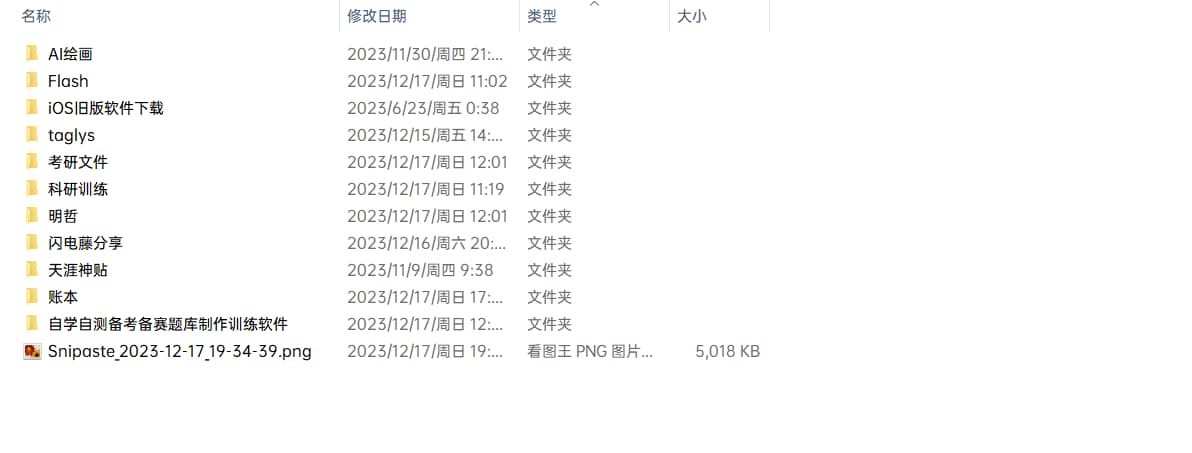 名称 修改日期 类型 大小
AI绘画 2023/11/30/周四 21:... 文件夹
Flash 2023/12/17/周日 11:02 文件夹
iOS旧版软件下载 2023/6/23/周五 0:38 文件夹
taglys 2023/12/15/周五 14:... 文件夹
考研文件 2023/12/17/周日 12:01 文件夹
科研训练 2023/12/17/周日 11:19 文件夹
明哲 2023/12/17/周日 12:01 文件夹
闪电藤分享 2023/12/16/周六 20:... 文件夹
天涯神贴 2023/11/9/周四 9:38 文件夹
账本 2023/12/17/周日 17:... 文件夹
自学自测备考备赛题库制作训练软件 2023/12/17/周日 12:... 文件夹
Snipaste_2023-12-17_19-34-39.png 2023/12/17/周日 19:... 看图王 PNG 图片... 5,018 KB